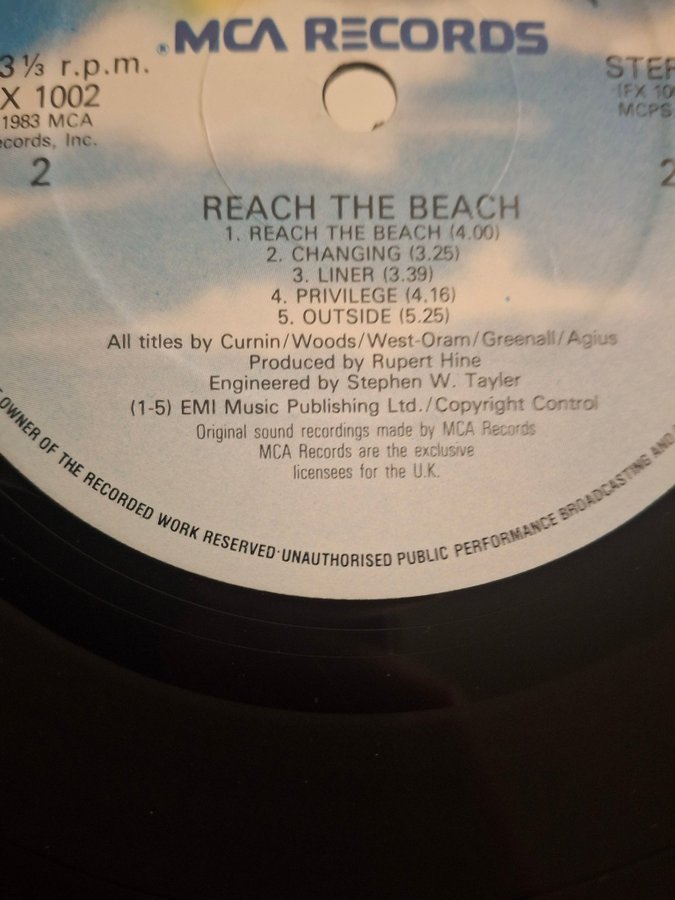 ® MCA RECORDS
3⅓ r.p.m.
STER
X 1002
(FX 10
1983 MCA
MCPS
ecords, Inc.
2
2
REACH THE BEACH
1. REACH THE BEACH (4.00)
2. CHANGING (3.25)
3. LINER (3.39)
4. PRIVILEGE (4.16)
5. OUTSIDE (5.25)
All titles by Curnin/Woods/West-Oram/Greenall/Agius
Produced by Rupert Hine
Engineered by Stephen W. Tayler
(1-5) EMI Music Publishing Ltd./Copyright Control
Original sound recordings made by MCA Records
MCA Records are the exclusive
licensees for the U.K.
OWNER OF THE RECORDED WORK RESERVED·UNAUTHORISED PUBLIC PERFORMANCE BROADCASTING AND